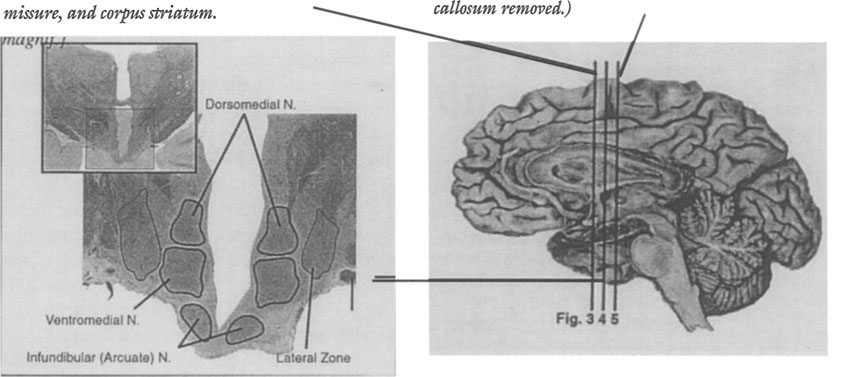 missure, and corpus striatum.
magnif.]
callosum removed.)
Dorsomedial N.
Ventromedial N.
Infundibular (Arcuate) N.
Lateral Zone
Fig. 3 4 5